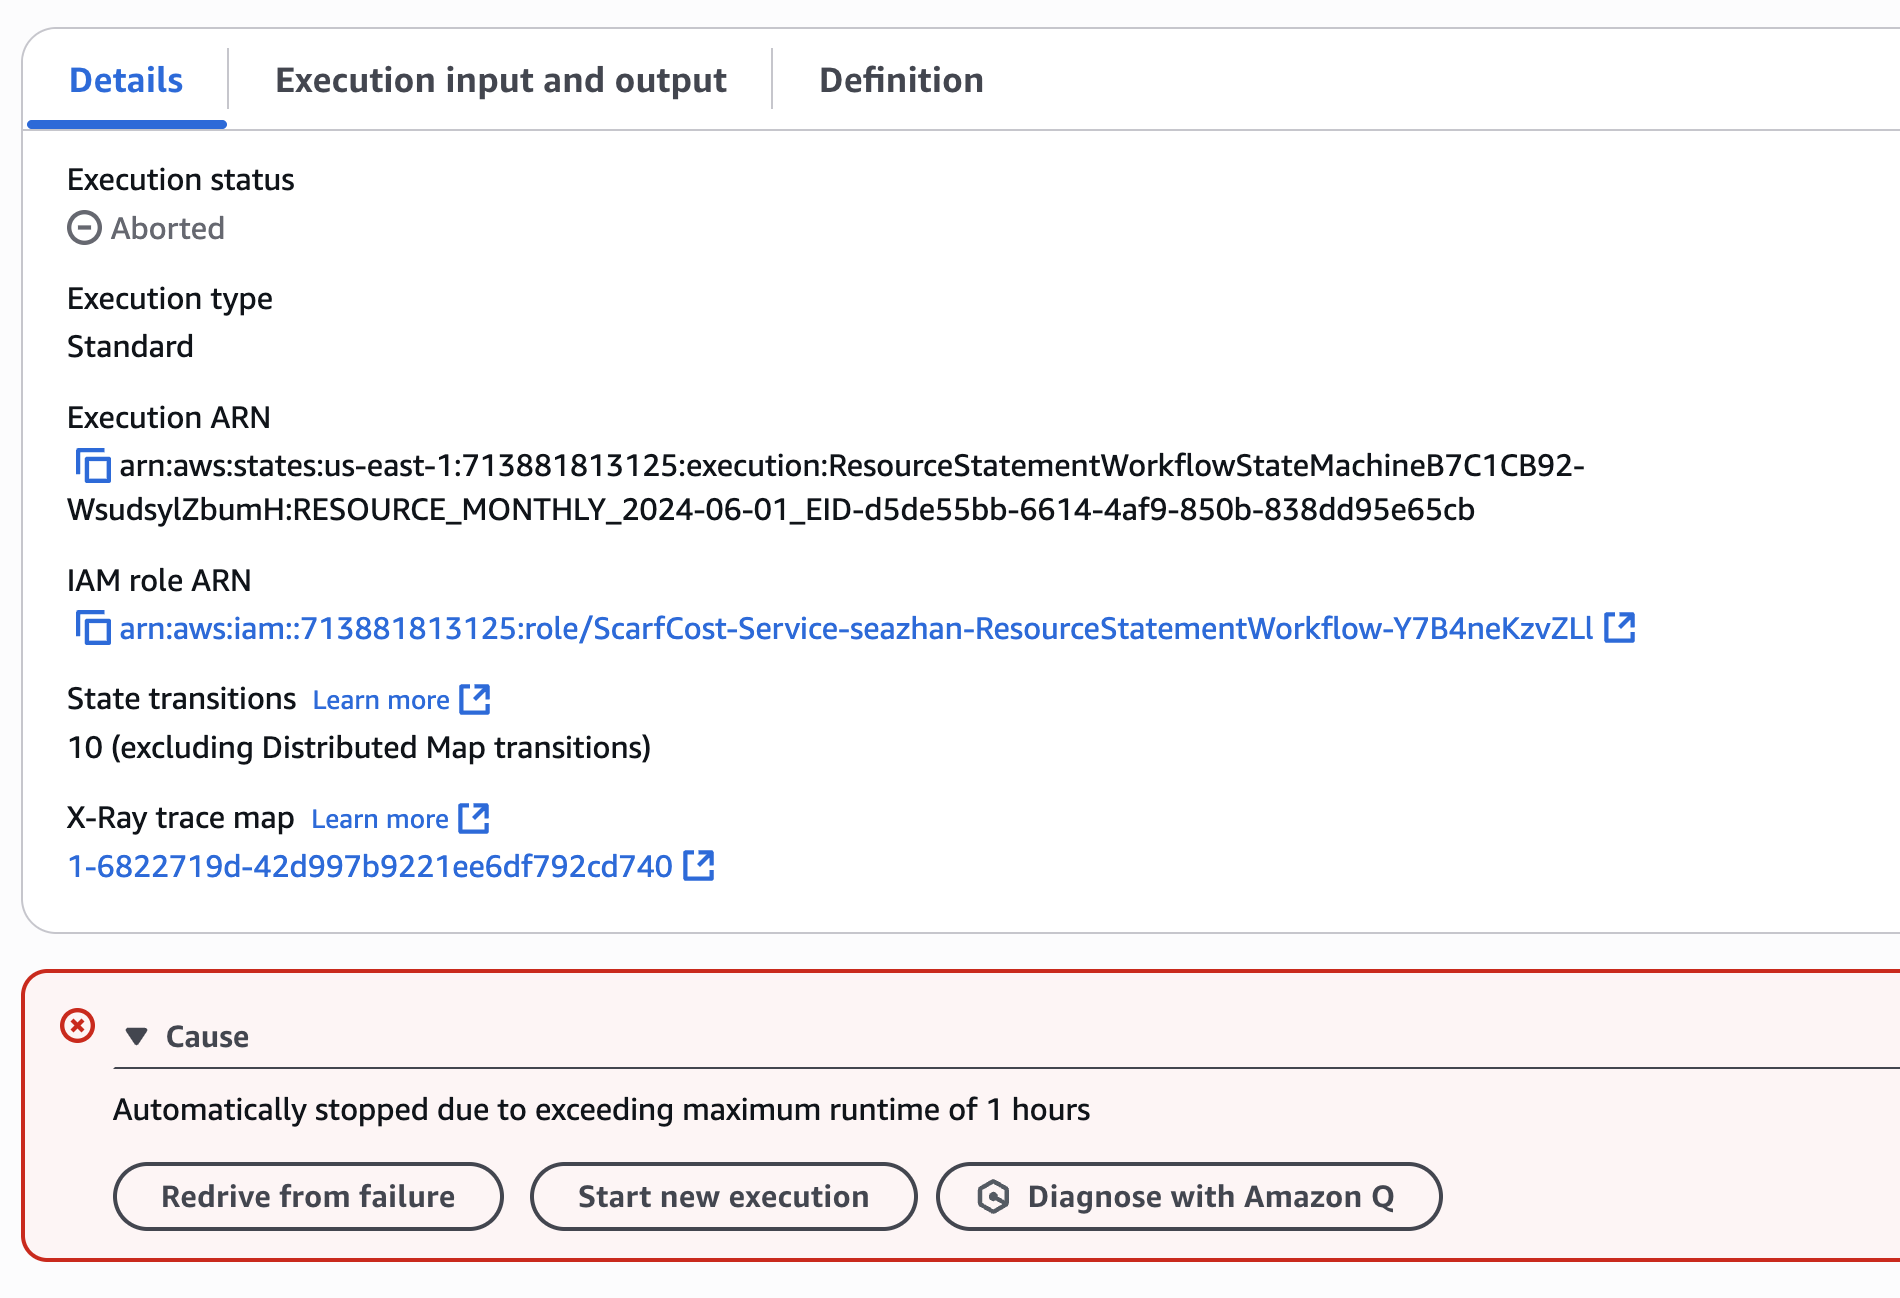 Details
Execution input and output
Definition
Execution status
Aborted
Execution type
Standard
Execution ARN
arn:aws:states:us-east-1:713881813125:execution:ResourceStatementWorkflowStateMachineB7C1CB92-
WsudsylZbumH:RESOURCE_MONTHLY_2024-06-01_EID-d5de55bb-6614-4af9-850b-838dd95e65cb
IAM role ARN
arn:aws:iam::713881813125:role/ScarfCost-Service-seazhan-ResourceStatementWorkflow-Y7B4neKzvZLl
State transitions Learn more
10 (excluding Distributed Map transitions)
X-Ray trace map Learn more
1-6822719d-42d997b9221ee6df792cd740
Cause
Automatically stopped due to exceeding maximum runtime of 1 hours
Redrive from failure
Start new execution
Diagnose with Amazon Q